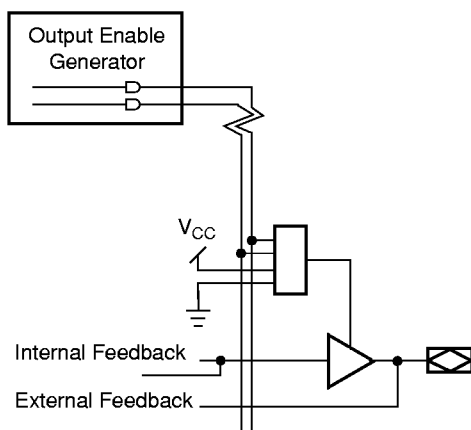 Output Enable
Generator
VCC
Internal Feedback
External Feedback